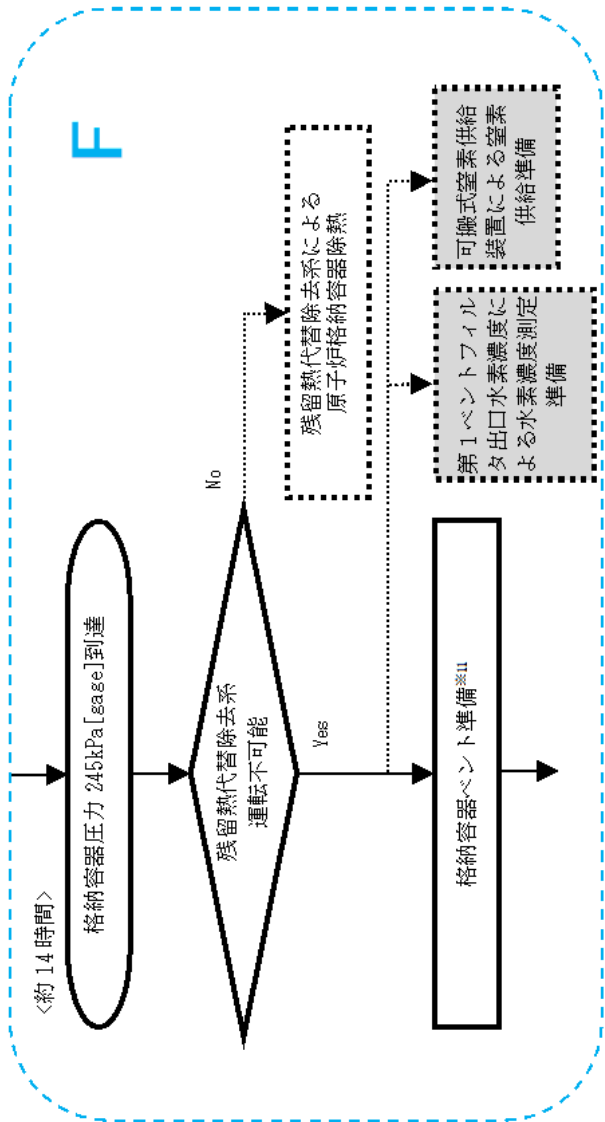 F
<約14時間>
格納容器圧力 245kPa[gage]到達
残留熱代替除去系
運転不可能
No
残留熱代替除去系による
原子炉格納容器除熱
Yes
格納容器ベント準備※11
第1ベントフィル
タ出口水素濃度に
よる水素濃度測定
準備
可搬式窒素供給
装置による窒素
供給準備